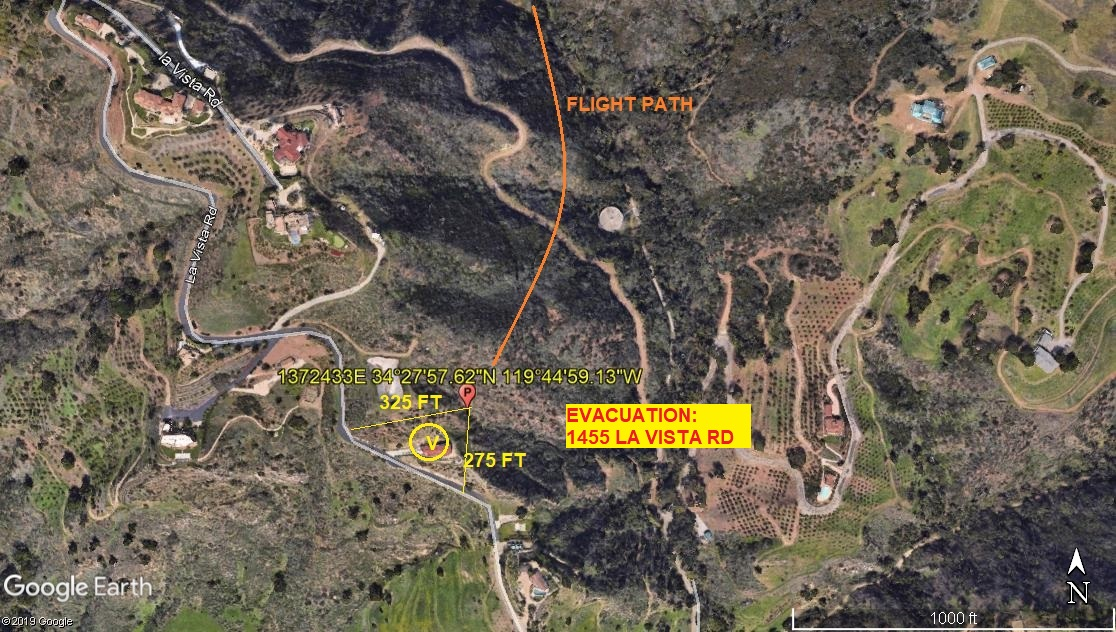 la Vista Rd
FLIGHT PATH
La Vista Rd
1372433E 34°27'57.62"N 119°44'59.13"W
P
325 FT
EVACUATION:
1455 LA VISTA RD
V
275 FT
Google Earth
N
1000 ft
©2019 Google